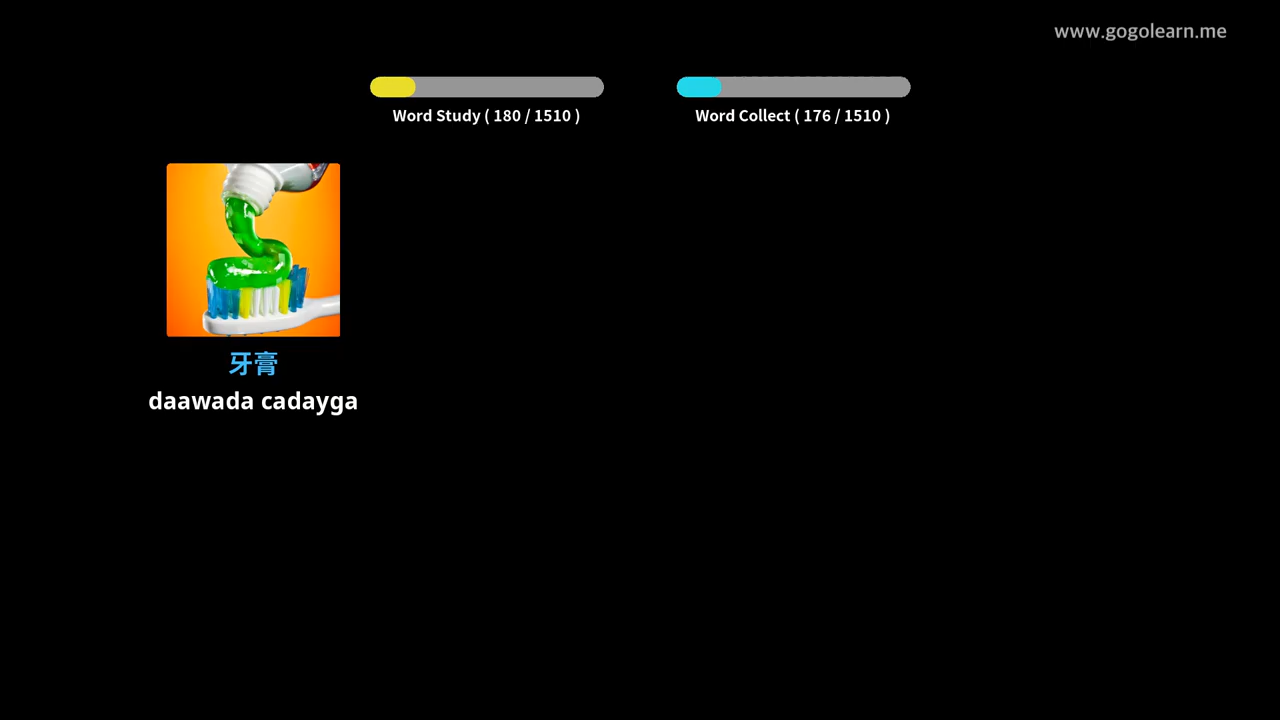 www.gogolearn.me
Word Study ( 180 / 1510 )
Word Collect ( 176 / 1510 )
牙膏
daawada cadayga